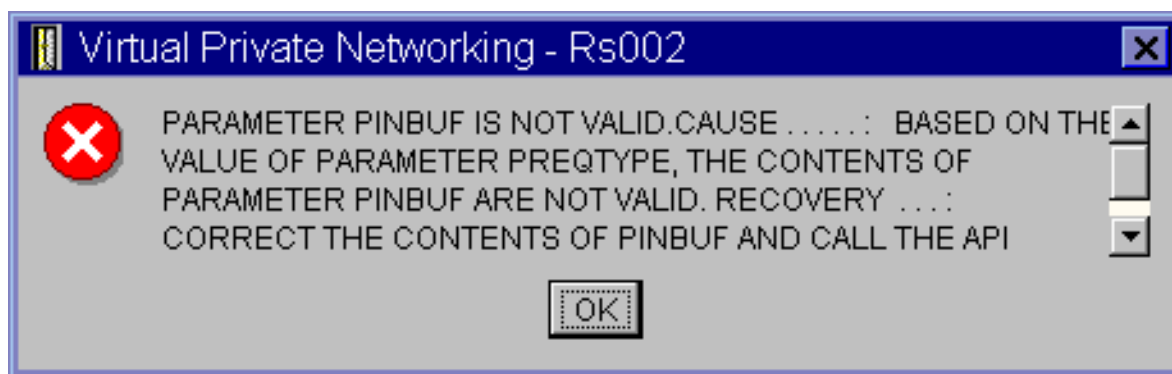 Virtual Private Networking - Rs002
PARAMETER PINBUF IS NOT VALID.CAUSE . . . . . :   BASED ON THE
VALUE OF PARAMETER PREQTYPE, THE CONTENTS OF
PARAMETER PINBUF ARE NOT VALID. RECOVERY  . . . :
CORRECT THE CONTENTS OF PINBUF AND CALL THE API
OK